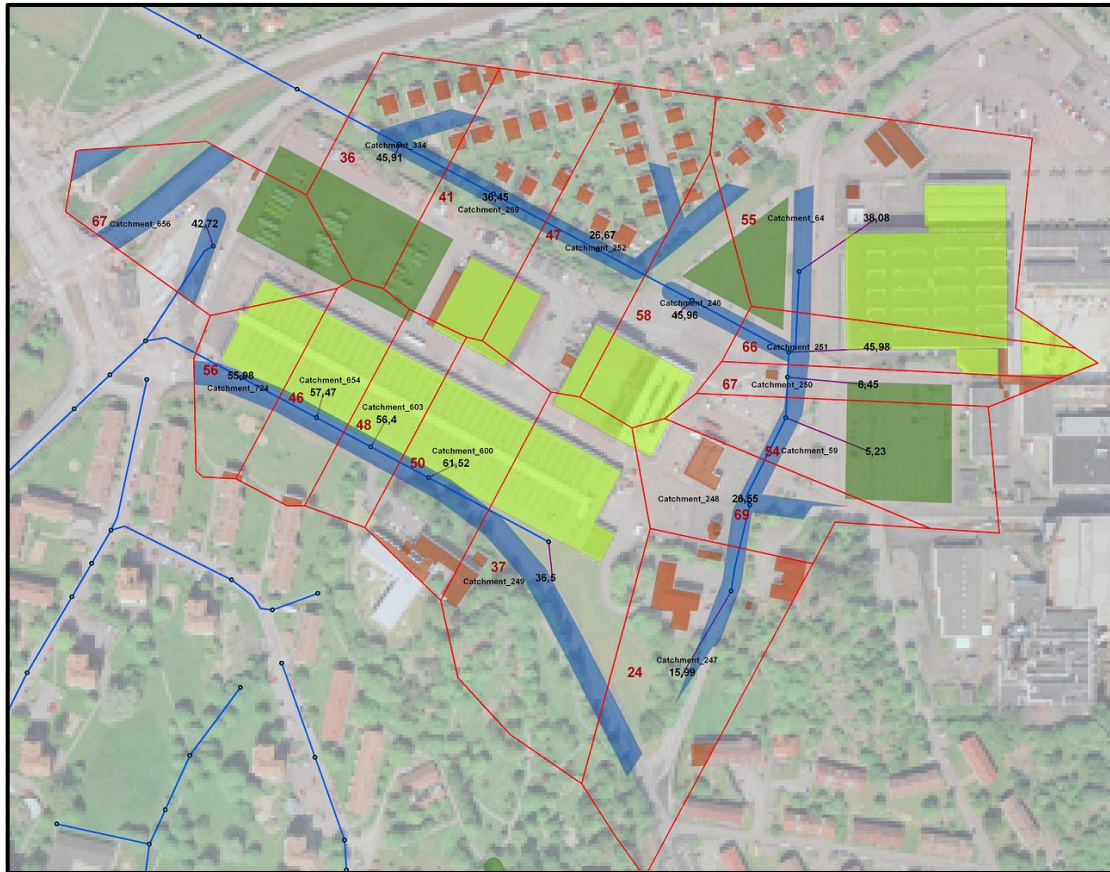 Catchment_334
36
45,91
36,45
41
Catchment_269
67
Catchment_656
42,72
47
26,67
Catchment_252
55
Catchment_64
38,08
Catchment_246
58
45,96
66
Catchment_251
45,98
56
55,98
Catchment_724
Catchment_654
46
57,47
Catchment_603
48
56,4
67
Catchment_250
8,45
Catchment_600
50
61,52
54
Catchment_59
5,23
Catchment_248
26,55
69
37
Catchment_249
36,5
24
Catchment_247
15,99